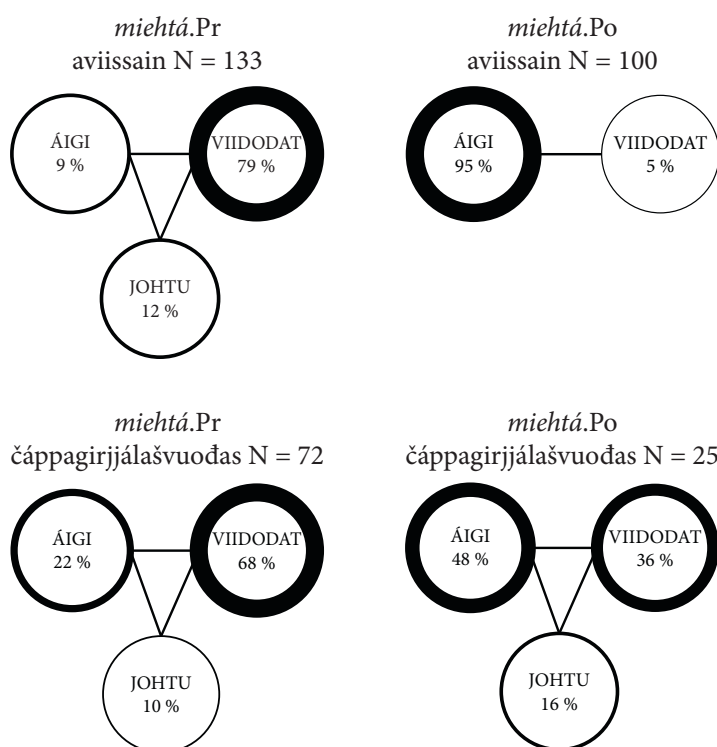 miehtá.Pr
aviissain N = 133
ÁIGI
9 %
VIIDODAT
79 %
JOHTU
12 %
miehtá.Po
aviissain N = 100
ÁIGI
95 %
VIIDODAT
5 %
miehtá.Pr
čáppagirjjálašvuođas N = 72
ÁIGI
22 %
VIIDODAT
68 %
JOHTU
10 %
miehtá.Po
čáppagirjjálašvuođas N = 25
ÁIGI
48 %
VIIDODAT
36 %
JOHTU
16 %